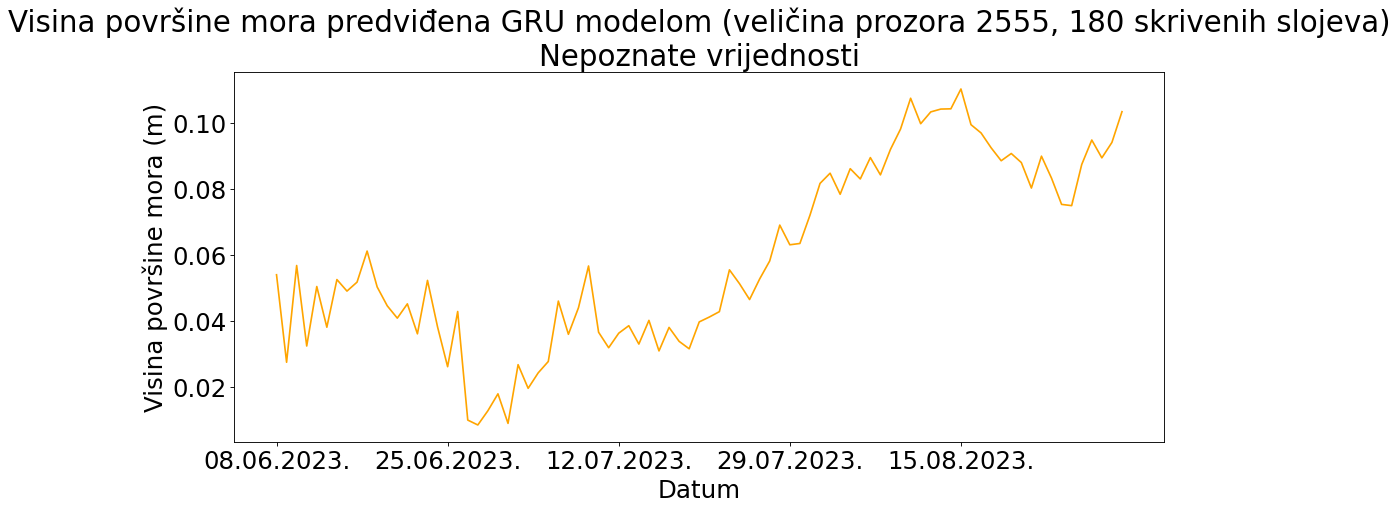 Visina površine mora predviđena GRU modelom (veličina prozora 2555, 180 skrivenih slojeva)
Nepoznate vrijednosti
Visina površine mora (m)
0.10
0.08
0.06
0.04
0.02
08.06.2023. 25.06.2023. 12.07.2023. 29.07.2023. 15.08.2023.
Datum